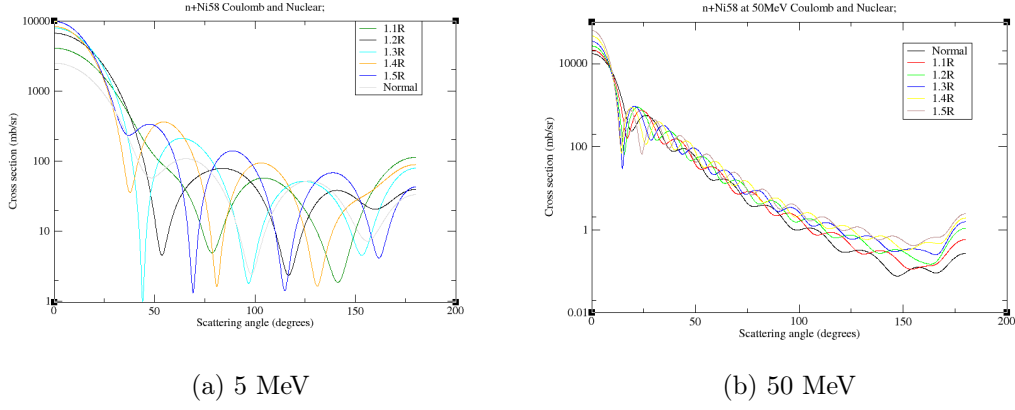 n+Ni58 Coulomb and Nuclear;
10000
1000
100
10
1
Cross section (mb/sr)
1.1R
1.2R
1.3R
1.4R
1.5R
Normal
0
50
100
150
200
Scattering angle (degrees)
(a) 5 MeV
n+Ni58 at 50MeV Coulomb and Nuclear;
10000
100
1
0.01
Cross section (mb/sr)
Normal
1.1R
1.2R
1.3R
1.4R
1.5R
0
50
100
150
200
Scattering angle (degrees)
(b) 50 MeV